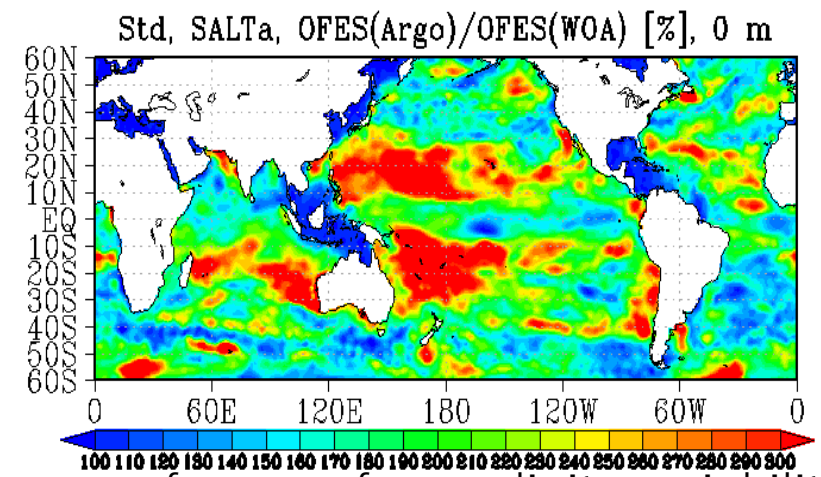 Std, SALTa, OFES(Argo)/OFES(WOA) [%], 0 m
60N
50N
40N
30N
20N
10N
EQ
10S
20S
30S
40S
50S
60S
0 60E 120E 180 120W 60W 0
100 110 120 130 140 150 160 170 180 190 200 210 220 230 240 250 260 270 280 290 300